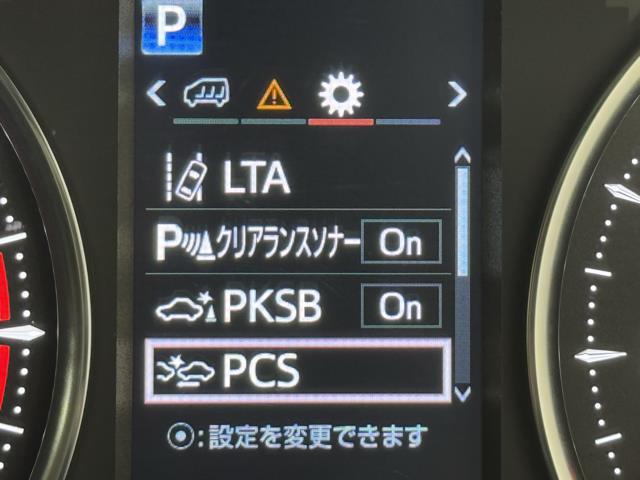 P
LTA
Pクリアランスソナー On
PKSB On
PCS
:設定を変更できます